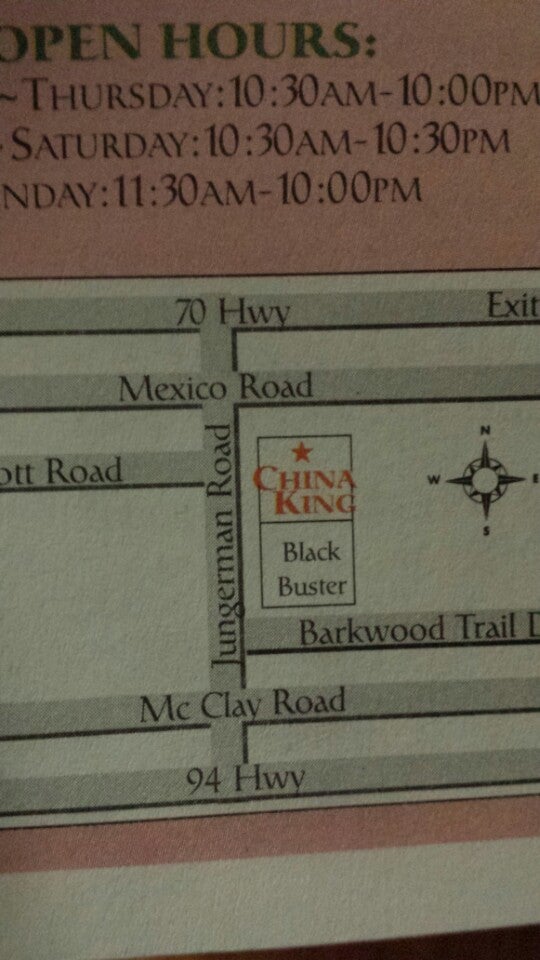 OPEN HOURS:
~THURSDAY:10:30AM-10:00PM
SATURDAY:10:30AM-10:30PM
NDAY:11:30AM-10:00PM
70 Hwy Exit
Mexico Road
ott Road
Jungerman Road
CHINA
KING
Black
Buster
N
W E
S
Barkwood Trail D
Mc Clay Road
94 Hwy